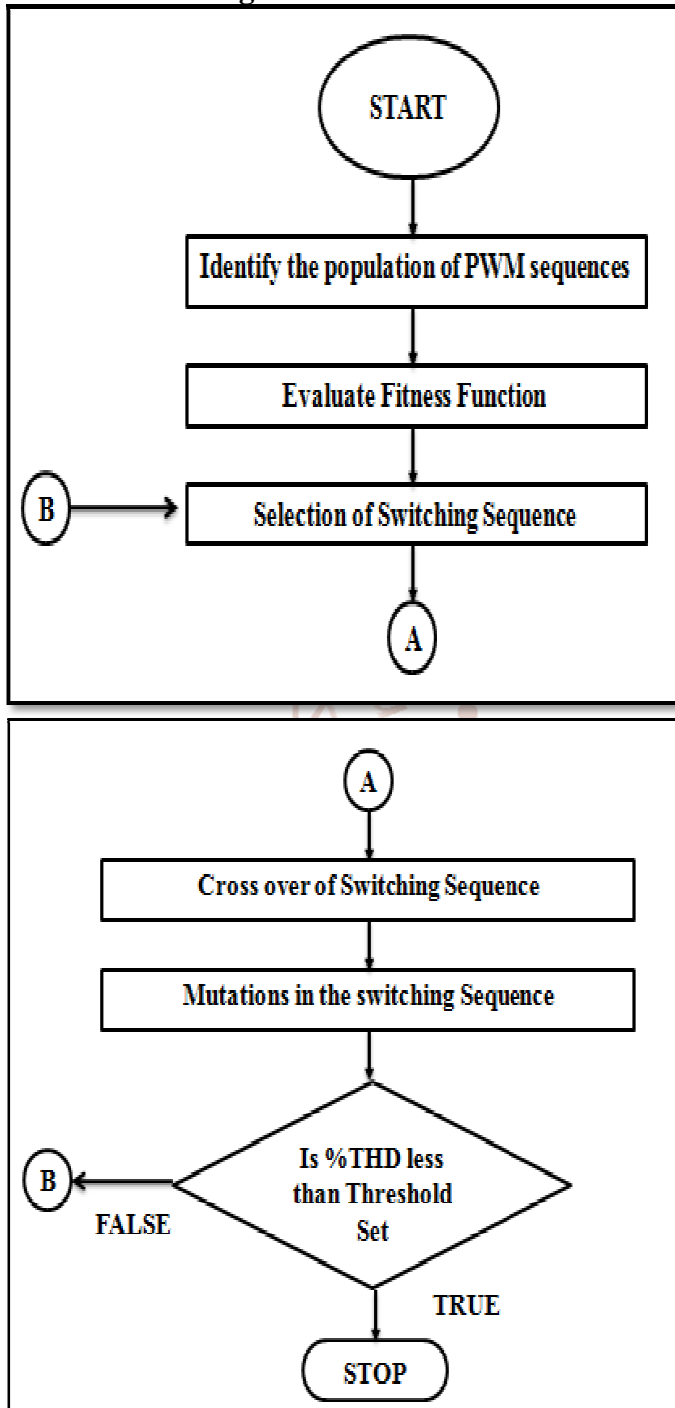 START
Identify the population of PWM sequences
Evaluate Fitness Function
B
Selection of Switching Sequence
A
A
Cross over of Switching Sequence
Mutations in the switching Sequence
Is %THD less
than Threshold
Set
B
FALSE
TRUE
STOP